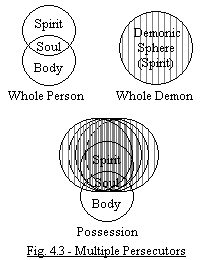 Spirit
Soul
Body
Whole Person
Demonic
Sphere
(Spirit)
Whole Demon
Spirit
Soul
Body
Possession
Fig. 4.3 - Multiple Persecutors